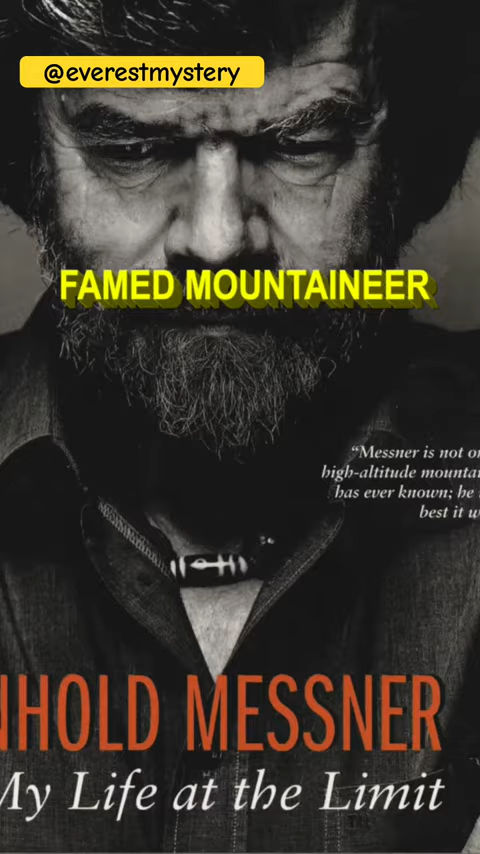 @everestmystery
FAMED MOUNTAINEER
“Messner is not o
high-altitude mounta
has ever known; he
best it w
NHOLD MESSNER
My Life at the Limit